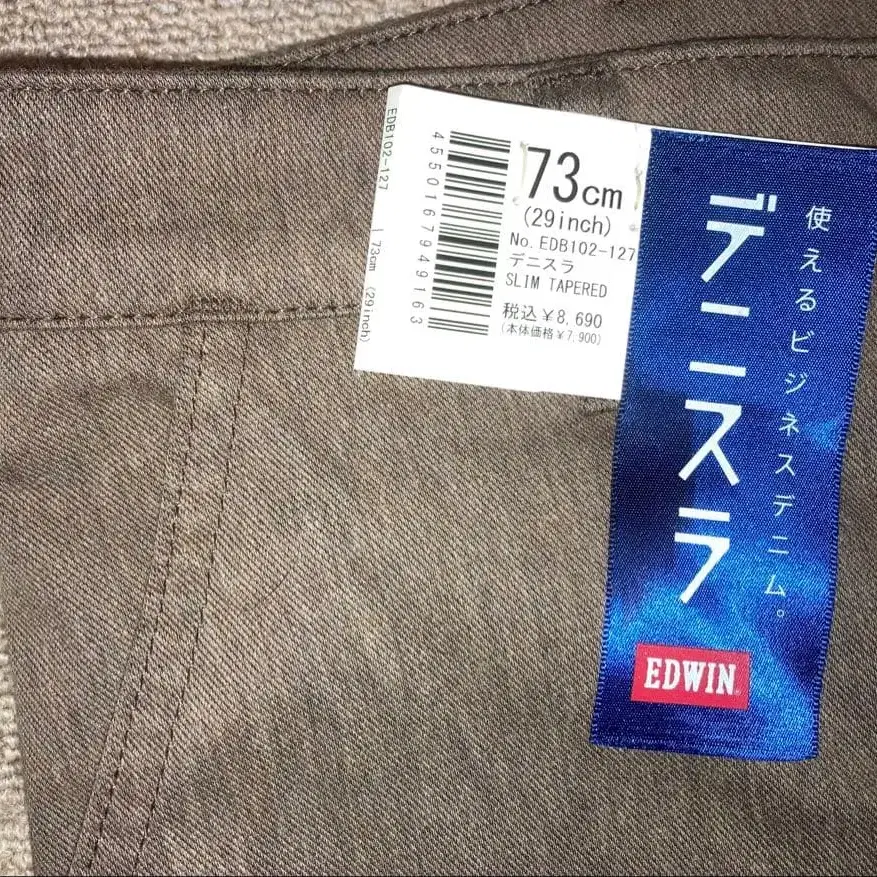 EDB102-127 73cm (29inch)
4550167949163
73cm
(29inch)
No. EDB102-127
デニスラ
SLIM TAPERED
税込¥8,690
(本体価格¥7,900)
使えるビジネスデニム。
デニスラ
EDWIN